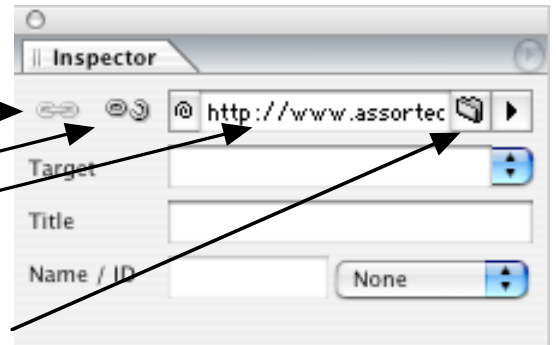 Inspector
@ http://www.assortec
Target
Title
Name / ID None